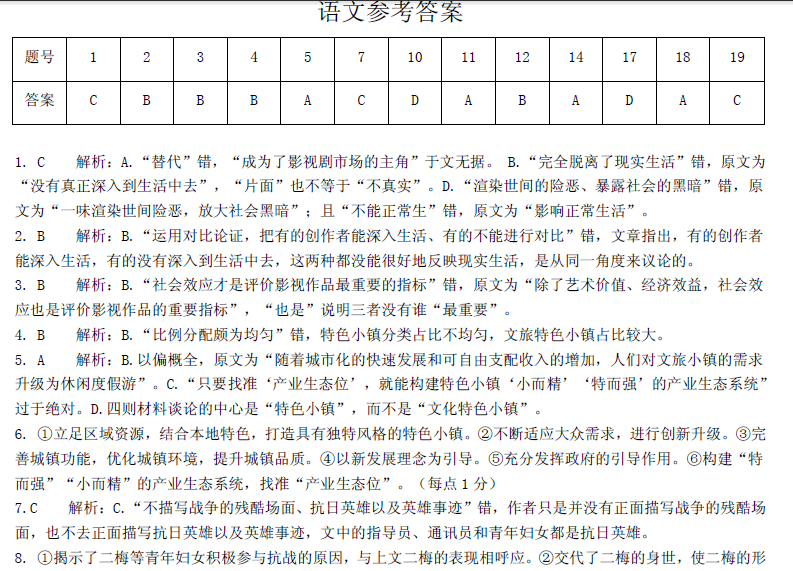 语文参考答案
题号 1 2 3 4 5 7 10 11 12 14 17 18 19
答案 C B B B A C D A B A D A C
1. C 解析：A.“替代”错，“成为了影视剧市场的主角”于文无据。 B.“完全脱离了现实生活”错，原文为
“没有真正深入到生活中去”，“片面”也不等于“不真实”。D.“渲染世间的险恶、暴露社会的黑暗”错，原
文为“一味渲染世间险恶，放大社会黑暗”；且“不能正常生”错，原文为“影响正常生活”。
2. B 解析：B.“运用对比论证，把有的创作者能深入生活、有的不能进行对比”错，文章指出，有的创作者
能深入生活，有的没有深入到生活中去，这两种都没能很好地反映现实生活，是从同一角度来议论的。
3. B 解析：B.“社会效应才是评价影视作品最重要的指标”错，原文为“除了艺术价值、经济效益，社会效
应也是评价影视作品的重要指标”，“也是”说明三者没有谁“最重要”。
4. B 解析：B.“比例分配颇为均匀”错，特色小镇分类占比不均匀，文旅特色小镇占比较大。
5. A 解析：B.以偏概全，原文为“随着城市化的快速发展和可自由支配收入的增加，人们对文旅小镇的需求
升级为休闲度假游”。C.“只要找准‘产业生态位’，就能构建特色小镇‘小而精’‘特而强’的产业生态系统”
过于绝对。D.四则材料谈论的中心是“特色小镇”，而不是“文化特色小镇”。
6. ①立足区域资源，结合本地特色，打造具有独特风格的特色小镇。②不断适应大众需求，进行创新升级。③完
善城镇功能，优化城镇环境，提升城镇品质。④以新发展理念为引导。⑤充分发挥政府的引导作用。⑥构建“特
而强”“小而精”的产业生态系统，找准“产业生态位”。（每点 1 分）
7.C 解析：C.“不描写战争的残酷场面、抗日英雄以及英雄事迹”错，作者只是并没有正面描写战争的残酷场
面，也不去正面描写抗日英雄以及英雄事迹，文中的指导员、通讯员和青年妇女都是抗日英雄。
8. ①揭示了二梅等青年妇女积极参与抗战的原因，与上文二梅的表现相呼应。②交代了二梅的身世，使二梅的形